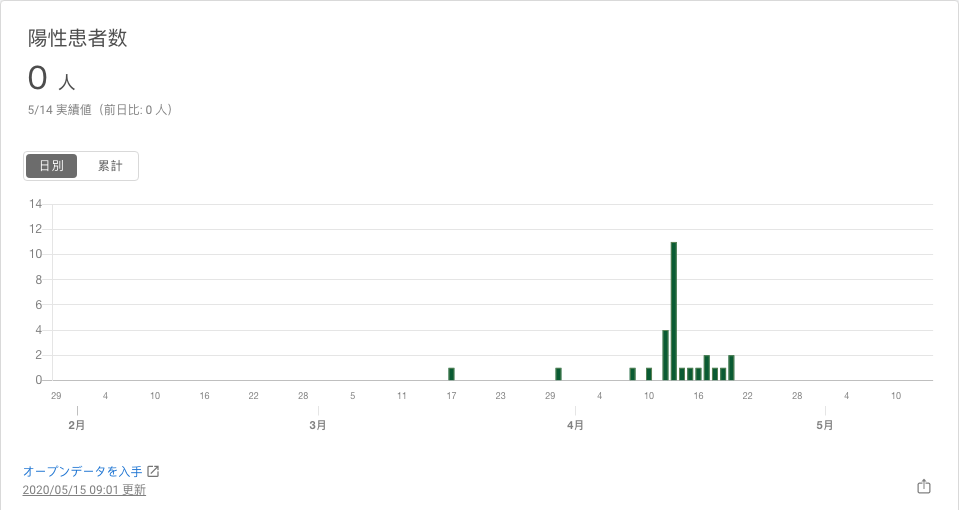 陽性患者数
0 人
5/14 実績値（前日比: 0 人）
日別 累計
14
12
10
8
6
4
2
0
29 4 10 16 22 28 5 11 17 23 29 4 10 16 22 28 4 10
2月 3月 4月 5月
オープンデータを入手
2020/05/15 09:01 更新